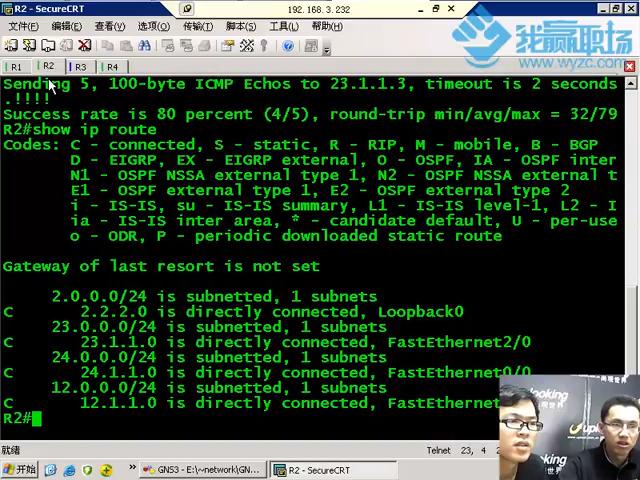 R2 - SecureCRT
192.168.3.232
文件(F) 编辑(E) 查看(V) 选项(O) 传输(T) 脚本(S) 工具(L) 帮助(H)
我赢职场
www.wyzc.com
R1 R2 R3 R4
Sending 5, 100-byte ICMP Echos to 23.1.1.3, timeout is 2 seconds
.!!!!
Success rate is 80 percent (4/5), round-trip min/avg/max = 32/79
R2#show ip route
Codes: C - connected, S - static, R - RIP, M - mobile, B - BGP
D - EIGRP, EX - EIGRP external, O - OSPF, IA - OSPF inter
N1 - OSPF NSSA external type 1, N2 - OSPF NSSA external t
E1 - OSPF external type 1, E2 - OSPF external type 2
i - IS-IS, su - IS-IS summary, L1 - IS-IS level-1, L2 - I
ia - IS-IS inter area, * - candidate default, U - per-use
o - ODR, P - periodic downloaded static route
Gateway of last resort is not set
2.0.0.0/24 is subnetted, 1 subnets
C 2.2.2.0 is directly connected, Loopback0
23.0.0.0/24 is subnetted, 1 subnets
C 23.1.1.0 is directly connected, FastEthernet2/0
24.0.0.0/24 is subnetted, 1 subnets
C 24.1.1.0 is directly connected, FastEthernet0/0
12.0.0.0/24 is subnetted, 1 subnets
C 12.1.1.0 is directly connected, FastEthernet
R2#
就绪
Telnet 23, 4
开始
GNS3 - E:\~network\GN...
R2 - SecureCRT